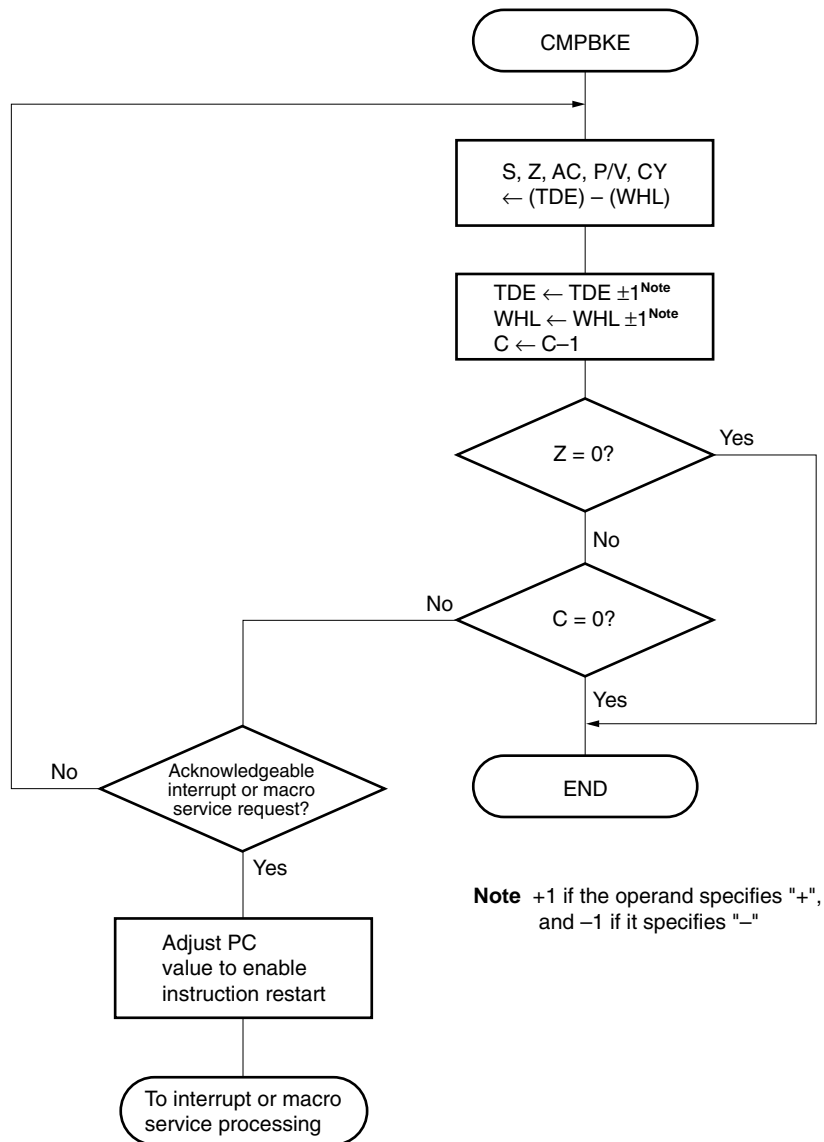 CMPBKE
S, Z, AC, P/V, CY
← (TDE) – (WHL)
TDE ← TDE ±1Note
WHL ← WHL ±1Note
C ← C–1
Z = 0?
Yes
No
C = 0?
No
Yes
END
Acknowledgeable
interrupt or macro
service request?
No
Yes
Adjust PC
value to enable
instruction restart
To interrupt or macro
service processing
Note +1 if the operand specifies "+",
and –1 if it specifies "–"